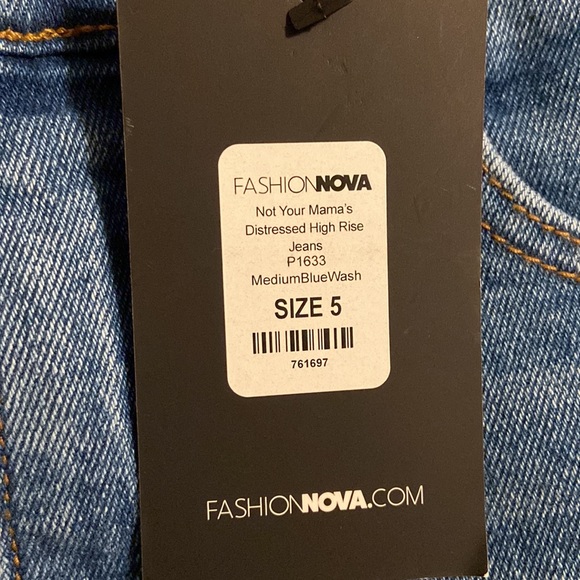 FASHIONNOVA
Not Your Mama's
Distressed High Rise
Jeans
P1633
MediumBlueWash
SIZE 5
761697
FASHIONNOVA.COM